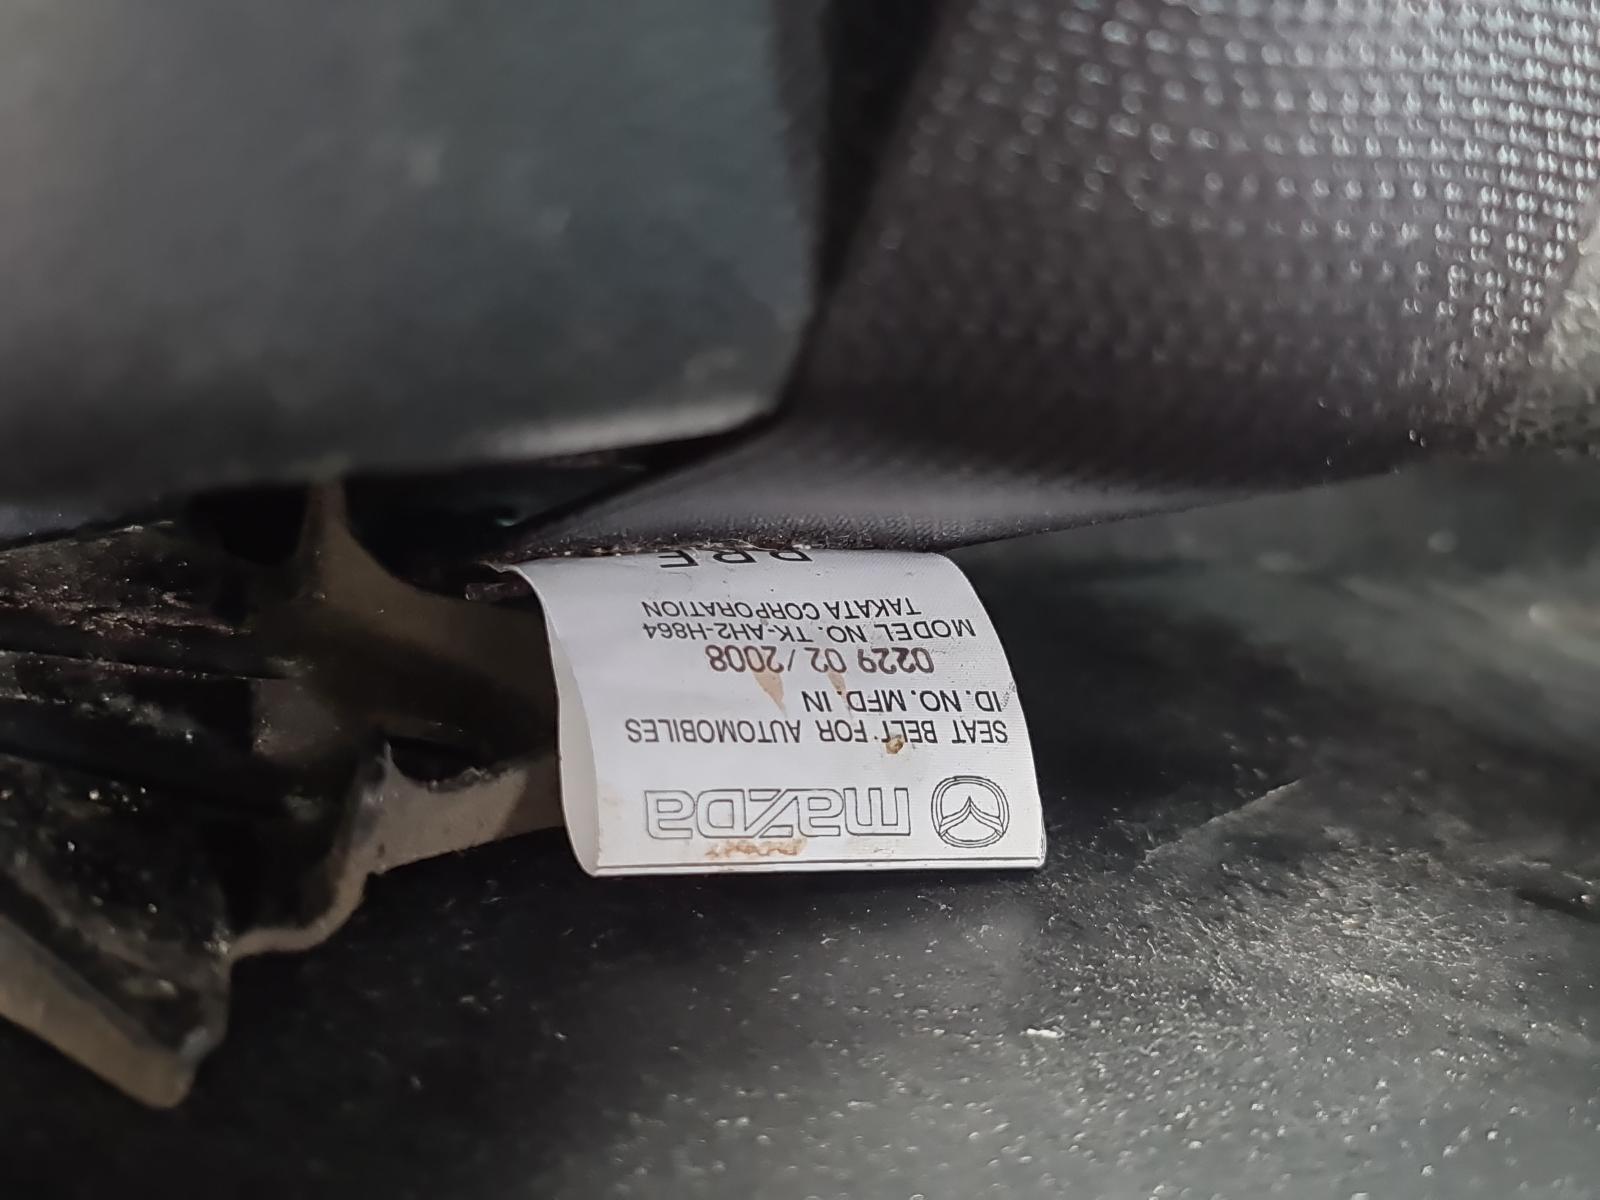 mazda
SEAT BELT FOR AUTOMOBILES
ID. NO. MFD. IN
0229 02 / 2008
MODEL NO. TK-AH2-H864
TAKATA CORPORATION